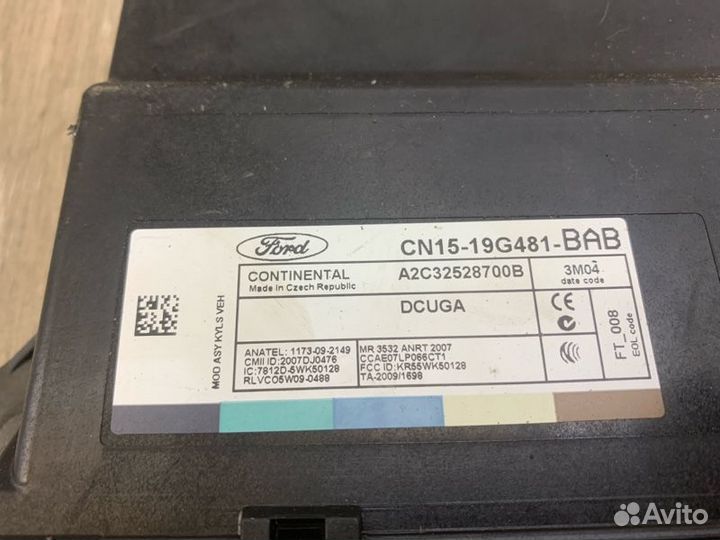 Ford
CN15-19G481-BAB
CONTINENTAL
Made in Czech Republic
A2C32528700B
3M04
date code
DCUGA
CE
MOD ASY KYLS VEH
ANATEL: 1173-09-2149
CMII ID:2007DJ0476
IC:7812D-5WK50128
RLVCO5W09-0488
MR 3532 ANRT 2007
CCAE07LP066CT1
FCC ID:KR55WK50128
TA-2009/1698
FT_008
EOL code
Avito